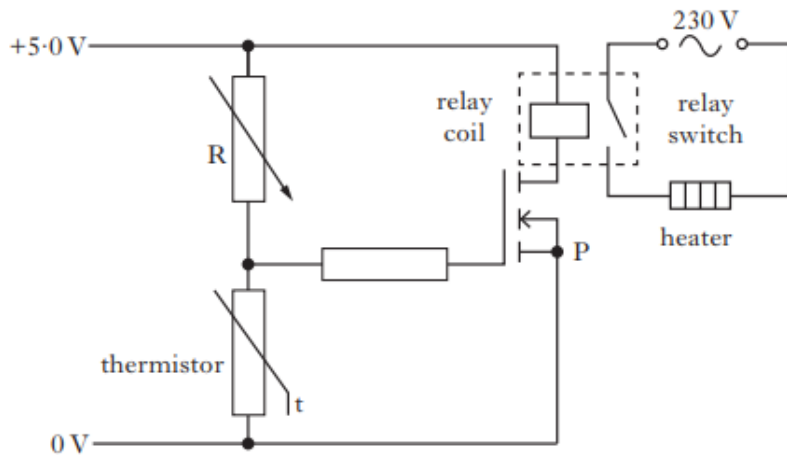 +5·0 V
230 V
relay
coil
relay
switch
R
P
heater
thermistor
t
0 V